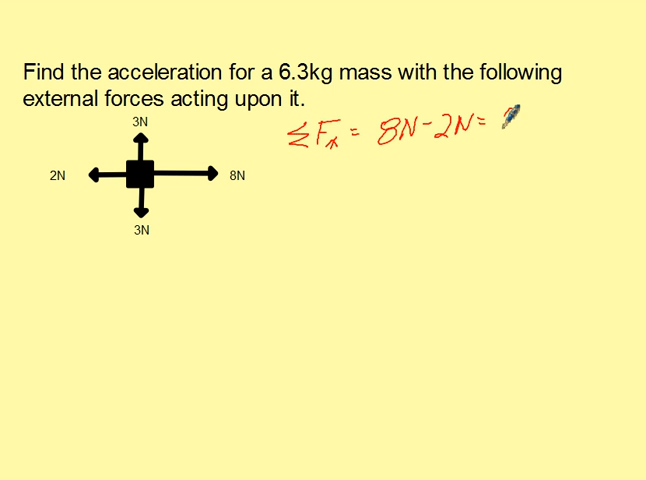 Find the acceleration for a 6.3kg mass with the following
external forces acting upon it.
3N
ΣFx = 8N-2N=
2N
8N
3N